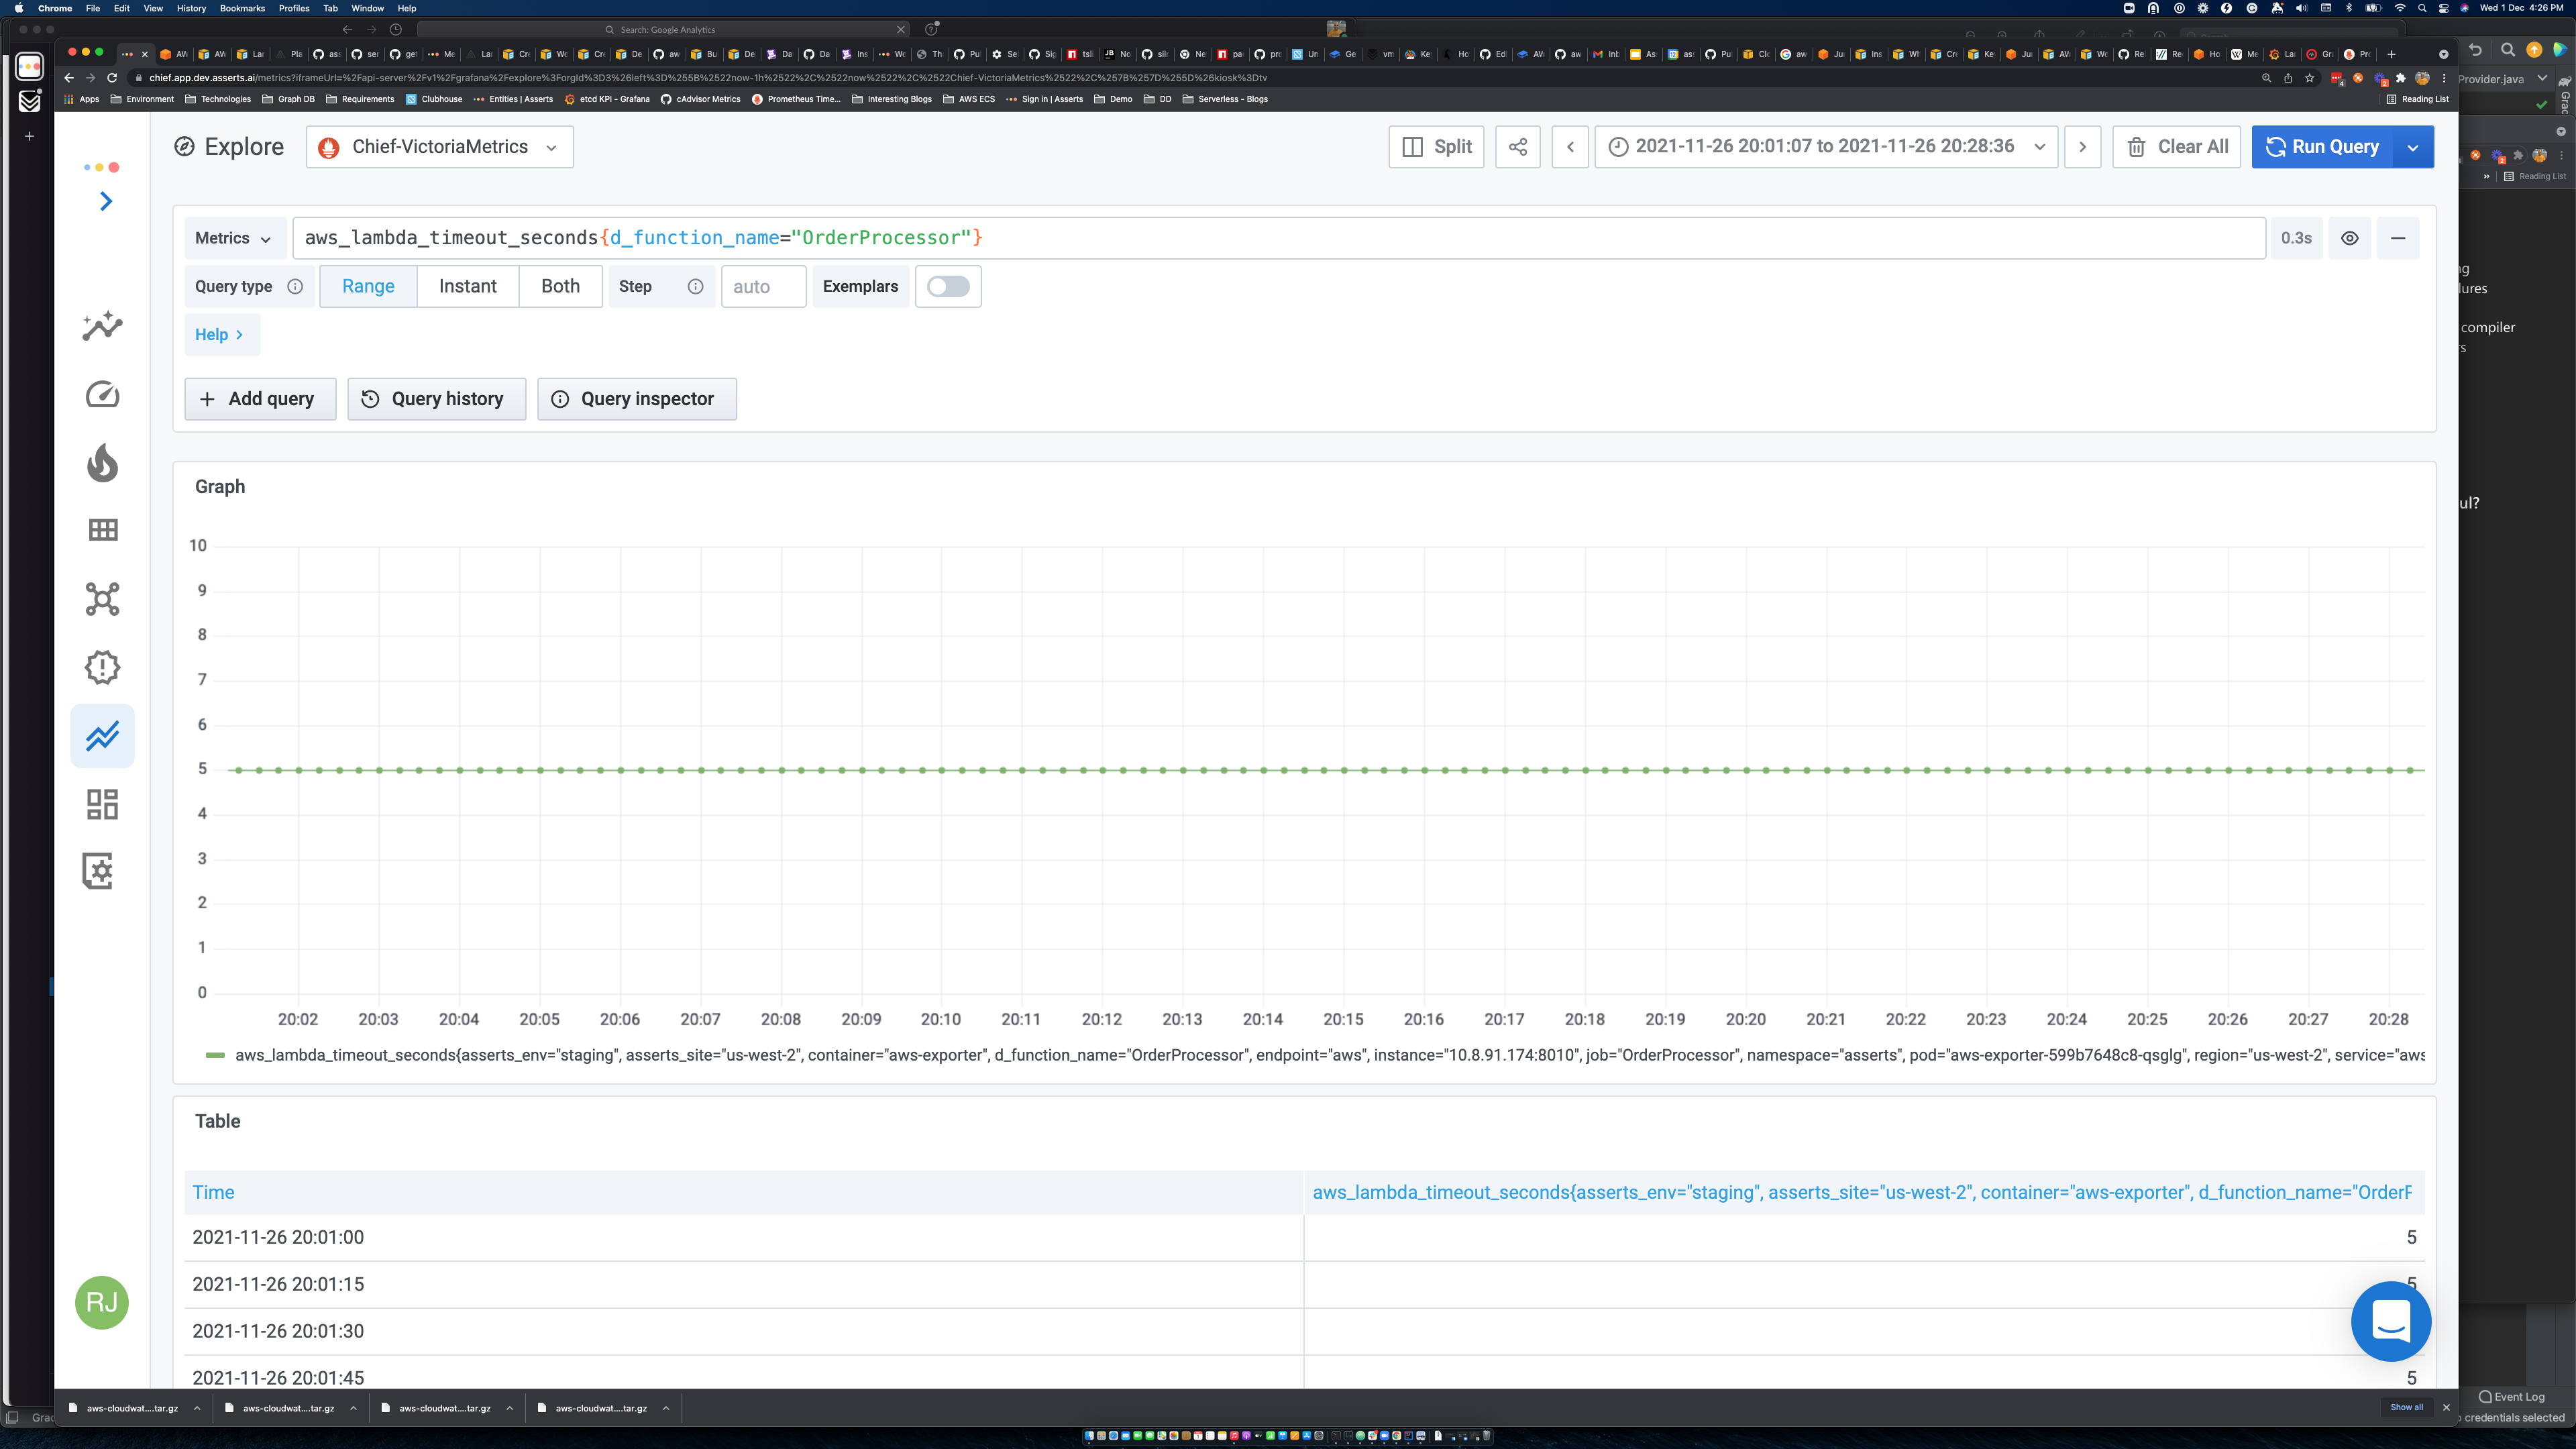 Chrome File Edit View History Bookmarks Profiles Tab Window Help
Wed 1 Dec 4:26 PM
Search: Google Analytics
chief.app.dev.asserts.ai/metrics?iframeUrl=%2Fapi-server%2Fv1%2Fgrafana%2Fexplore%3ForgId%3D3%26left%3D%255B%2522now-1h%2522%2C%2522now%2522%2C%2522Chief-VictoriaMetrics%2522%2C%257B%257D%255D%26kiosk%3Dtv
Apps Environment Technologies Graph DB Requirements Clubhouse Entities | Asserts etcd KPI - Grafana cAdvisor Metrics Prometheus Time... Interesting Blogs AWS ECS Sign in | Asserts Demo DD Serverless - Blogs Reading List
Provider.java
Reading List
Explore Chief-VictoriaMetrics Split 2021-11-26 20:01:07 to 2021-11-26 20:28:36 Clear All Run Query
Metrics aws_lambda_timeout_seconds{d_function_name="OrderProcessor"} 0.3s
Query type Range Instant Both Step auto Exemplars
Help >
compiler
ul?
+ Add query Query history Query inspector
Graph
10
9
8
7
6
5
4
3
2
1
0
20:02 20:03 20:04 20:05 20:06 20:07 20:08 20:09 20:10 20:11 20:12 20:13 20:14 20:15 20:16 20:17 20:18 20:19 20:20 20:21 20:22 20:23 20:24 20:25 20:26 20:27 20:28
aws_lambda_timeout_seconds{asserts_env="staging", asserts_site="us-west-2", container="aws-exporter", d_function_name="OrderProcessor", endpoint="aws", instance="10.8.91.174:8010", job="OrderProcessor", namespace="asserts", pod="aws-exporter-599b7648c8-qsglg", region="us-west-2", service="aws
Table
Time aws_lambda_timeout_seconds{asserts_env="staging", asserts_site="us-west-2", container="aws-exporter", d_function_name="OrderP
2021-11-26 20:01:00 5
2021-11-26 20:01:15 5
2021-11-26 20:01:30
2021-11-26 20:01:45 5
RJ
aws-cloudwat....tar.gz aws-cloudwat....tar.gz aws-cloudwat....tar.gz aws-cloudwat....tar.gz Show all
Event Log
credentials selected